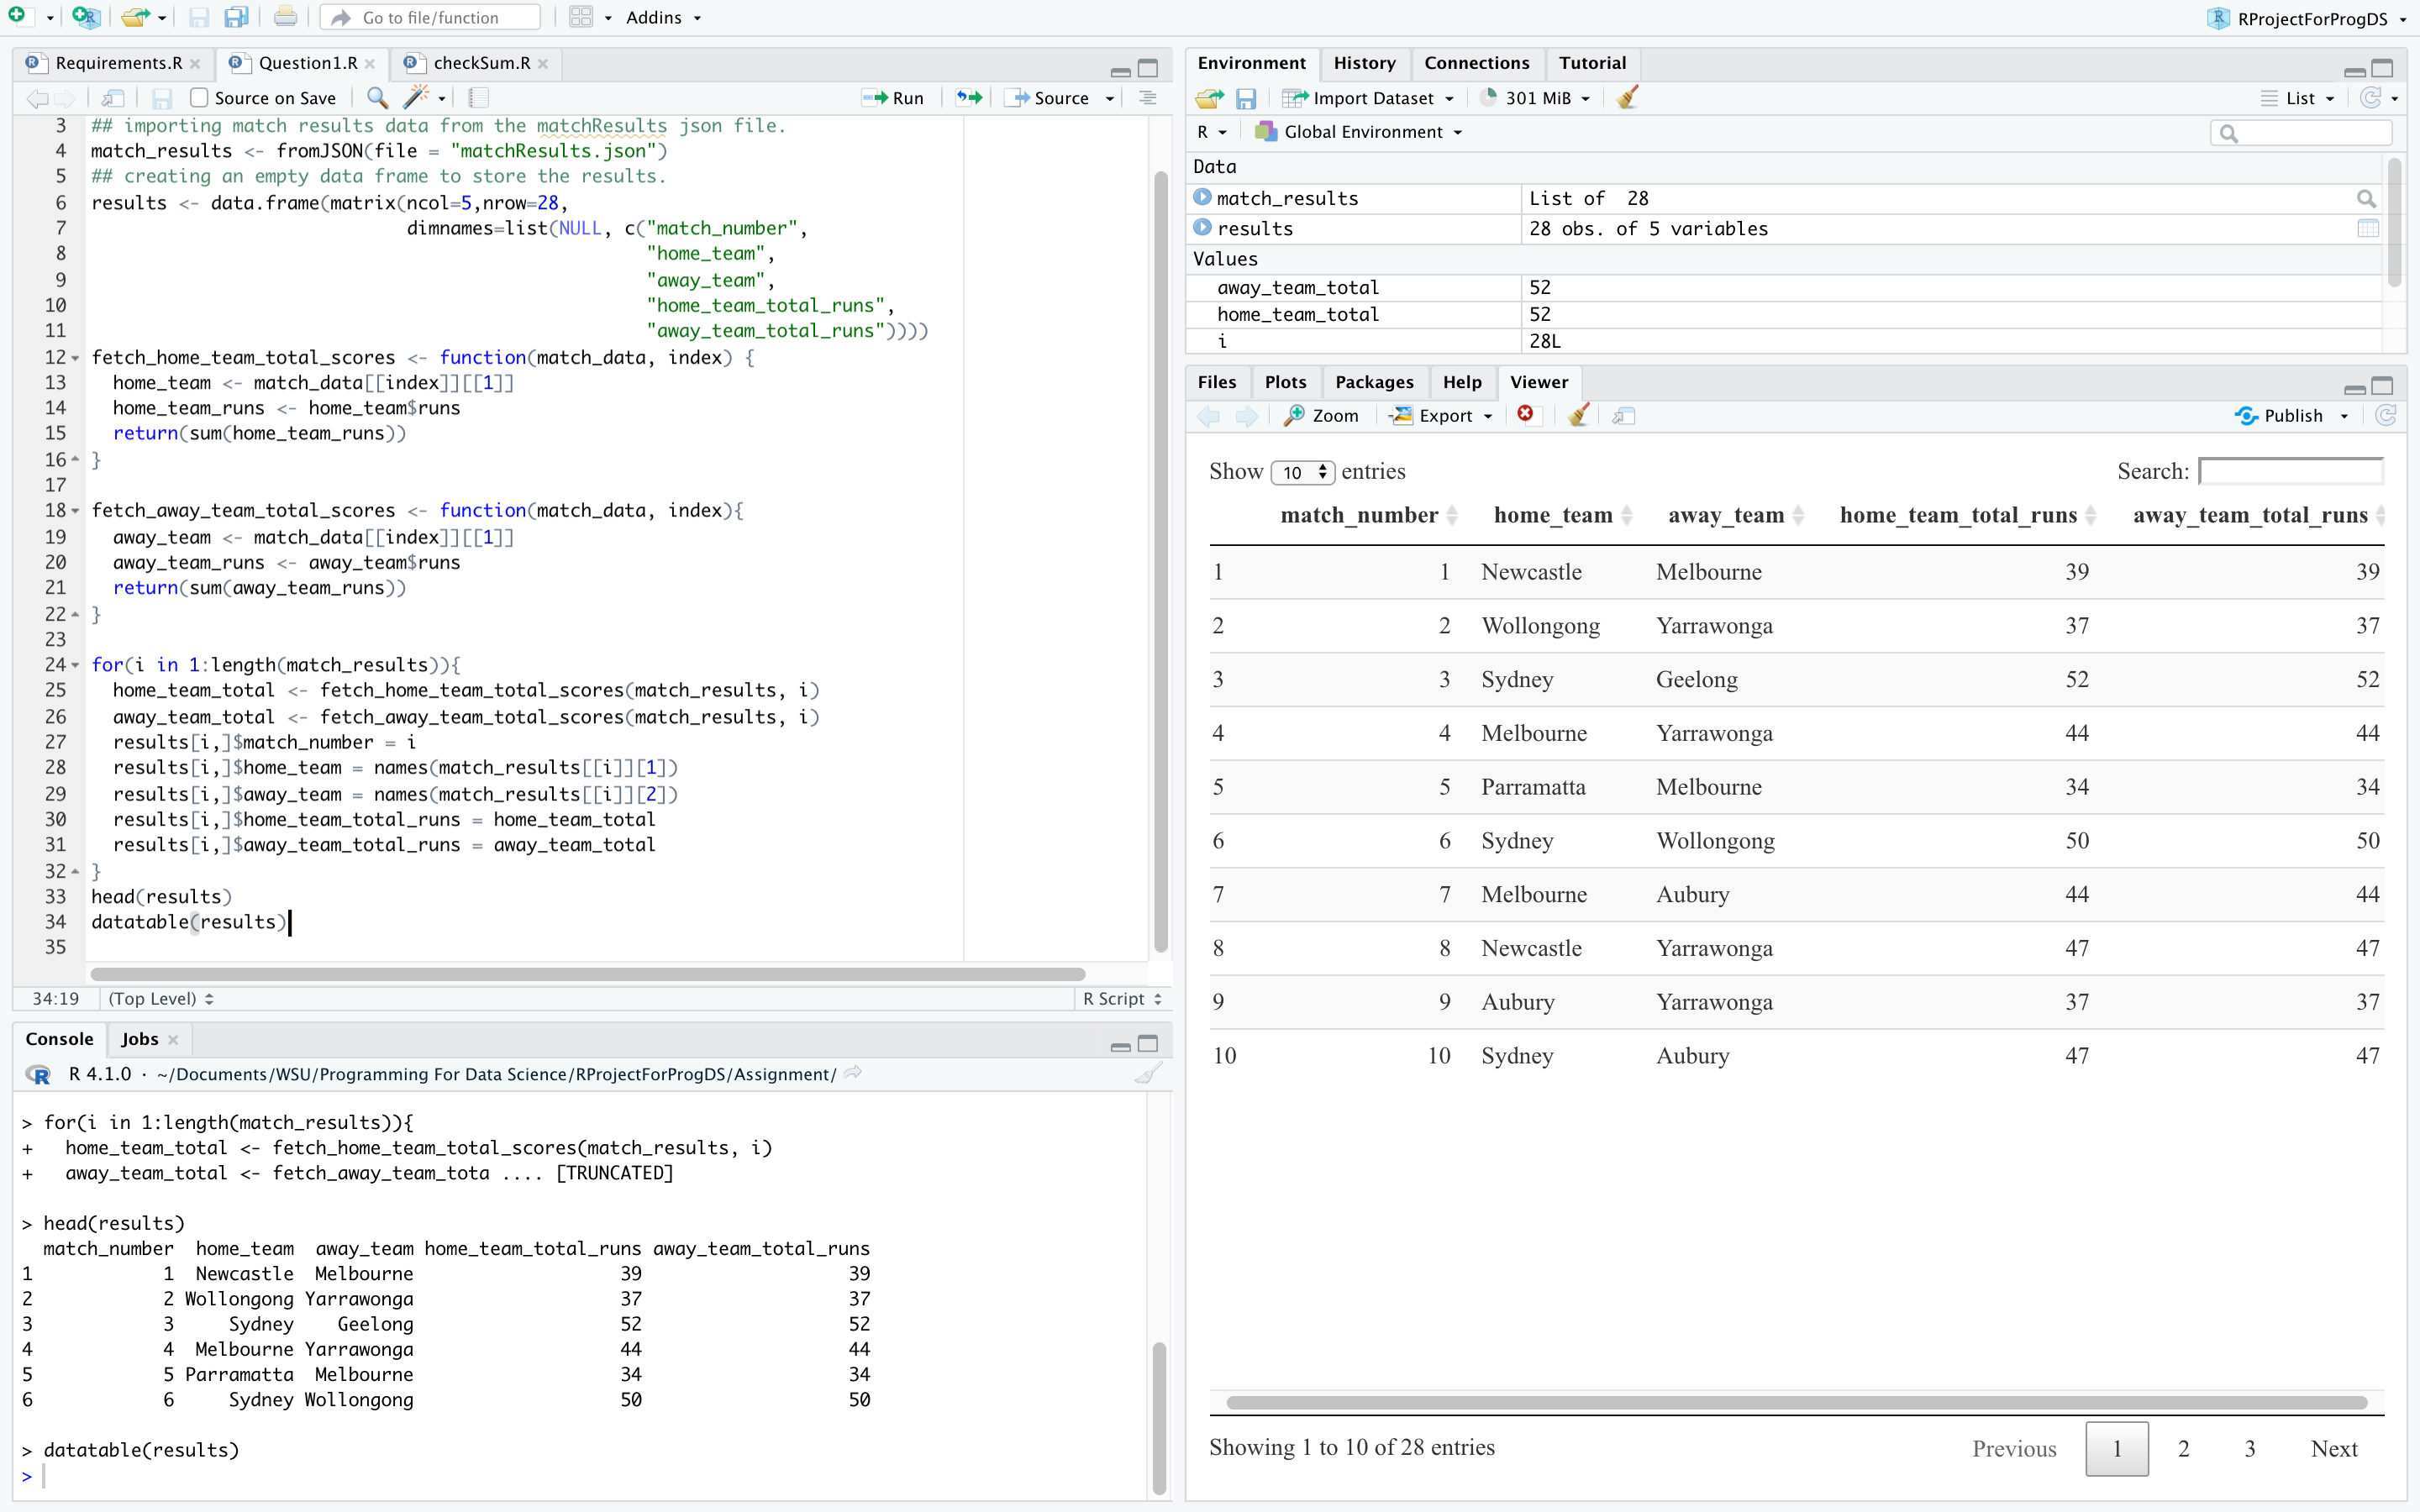 Go to file/function
Addins
RProjectForProgDS
Requirements.R
Question1.R
checkSum.R
Source on Save
Run
Source
3 ## importing match results data from the matchResults json file.
4 match_results <- fromJSON(file = "matchResults.json")
5 ## creating an empty data frame to store the results.
6 results <- data.frame(matrix(ncol=5,nrow=28,
7 dimnames=list(NULL, c("match_number",
8 "home_team",
9 "away_team",
10 "home_team_total_runs",
11 "away_team_total_runs"))))
12 fetch_home_team_total_scores <- function(match_data, index) {
13 home_team <- match_data[[index]][[1]]
14 home_team_runs <- home_team$runs
15 return(sum(home_team_runs))
16 }
17
18 fetch_away_team_total_scores <- function(match_data, index){
19 away_team <- match_data[[index]][[1]]
20 away_team_runs <- away_team$runs
21 return(sum(away_team_runs))
22 }
23
24 for(i in 1:length(match_results)){
25 home_team_total <- fetch_home_team_total_scores(match_results, i)
26 away_team_total <- fetch_away_team_total_scores(match_results, i)
27 results[i,]$match_number = i
28 results[i,]$home_team = names(match_results[[i]][1])
29 results[i,]$away_team = names(match_results[[i]][2])
30 results[i,]$home_team_total_runs = home_team_total
31 results[i,]$away_team_total_runs = away_team_total
32 }
33 head(results)
34 datatable(results)
35
34:19 (Top Level) R Script
Console Jobs
R 4.1.0 · ~/Documents/WSU/Programming For Data Science/RProjectForProgDS/Assignment/
> for(i in 1:length(match_results)){
+ home_team_total <- fetch_home_team_total_scores(match_results, i)
+ away_team_total <- fetch_away_team_tota .... [TRUNCATED]
> head(results)
match_number home_team away_team home_team_total_runs away_team_total_runs
1 1 Newcastle Melbourne 39 39
2 2 Wollongong Yarrawonga 37 37
3 3 Sydney Geelong 52 52
4 4 Melbourne Yarrawonga 44 44
5 5 Parramatta Melbourne 34 34
6 6 Sydney Wollongong 50 50
> datatable(results)
>
Environment History Connections Tutorial
Import Dataset 301 MiB List
R Global Environment
Data
match_results List of 28
results 28 obs. of 5 variables
Values
away_team_total 52
home_team_total 52
i 28L
Files Plots Packages Help Viewer
Zoom Export Publish
Show 10 entries Search:
match_number home_team away_team home_team_total_runs away_team_total_runs
1 1 Newcastle Melbourne 39 39
2 2 Wollongong Yarrawonga 37 37
3 3 Sydney Geelong 52 52
4 4 Melbourne Yarrawonga 44 44
5 5 Parramatta Melbourne 34 34
6 6 Sydney Wollongong 50 50
7 7 Melbourne Aubury 44 44
8 8 Newcastle Yarrawonga 47 47
9 9 Aubury Yarrawonga 37 37
10 10 Sydney Aubury 47 47
Showing 1 to 10 of 28 entries Previous 1 2 3 Next